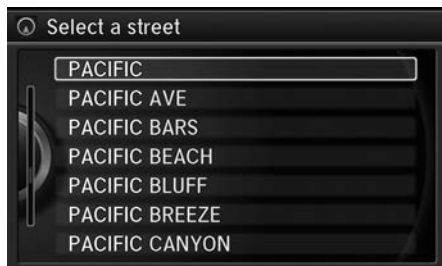 Select a street
PACIFIC
PACIFIC AVE
PACIFIC BARS
PACIFIC BEACH
PACIFIC BLUFF
PACIFIC BREEZE
PACIFIC CANYON